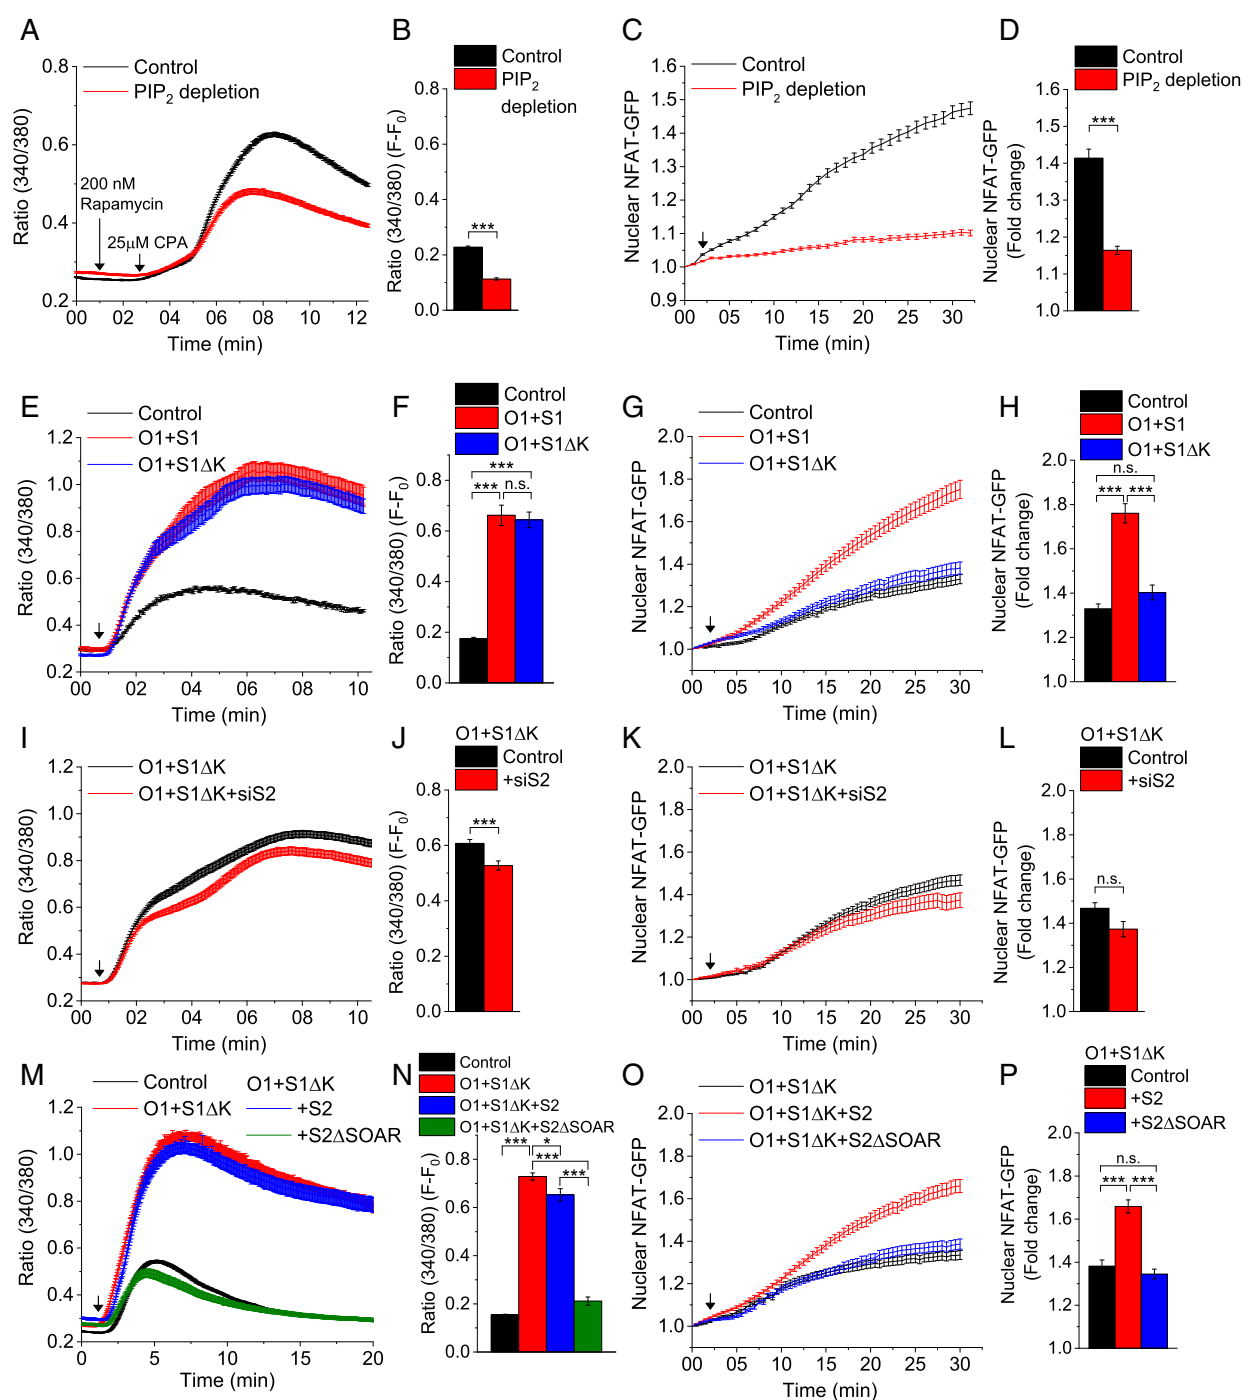 A
Control
PIP2 depletion
0.8
0.6
0.4
0.2
Ratio (340/380)
200 nM
Rapamycin
25µM CPA
00 02 04 06 08 10 12
Time (min)
B
Control
PIP2
depletion
0.8
0.6
0.4
0.2
0.0
Ratio (340/380) (F-F0)
***
C
Control
PIP2 depletion
1.6
1.5
1.4
1.3
1.2
1.1
1.0
0.9
Nuclear NFAT-GFP
00 05 10 15 20 25 30
Time (min)
D
Control
PIP2 depletion
1.6
1.5
1.4
1.3
1.2
1.1
1.0
Nuclear NFAT-GFP
(Fold change)
***
E
Control
O1+S1
O1+S1ΔK
1.2
1.0
0.8
0.6
0.4
0.2
Ratio (340/380)
00 02 04 06 08 10
Time (min)
F
Control
O1+S1
O1+S1ΔK
0.8
0.6
0.4
0.2
0.0
Ratio (340/380) (F-F0)
***
*** n.s.
G
Control
O1+S1
O1+S1ΔK
2.0
1.8
1.6
1.4
1.2
1.0
0.8
Nuclear NFAT-GFP
00 05 10 15 20 25 30
Time (min)
H
Control
O1+S1
O1+S1ΔK
2.0
1.8
1.6
1.4
1.2
1.0
Nuclear NFAT-GFP
(Fold change)
n.s.
*** ***
I
O1+S1ΔK
O1+S1ΔK+siS2
1.2
1.0
0.8
0.6
0.4
0.2
Ratio (340/380)
00 02 04 06 08 10
Time (min)
J
O1+S1ΔK
Control
+siS2
0.8
0.6
0.4
0.2
0.0
Ratio (340/380) (F-F0)
***
K
O1+S1ΔK
O1+S1ΔK+siS2
2.0
1.8
1.6
1.4
1.2
1.0
Nuclear NFAT-GFP
00 05 10 15 20 25 30
Time (min)
L
O1+S1ΔK
Control
+siS2
2.0
1.8
1.6
1.4
1.2
1.0
Nuclear NFAT-GFP
(Fold change)
n.s.
M
Control
O1+S1ΔK
O1+S1ΔK
+S2
+S2ΔSOAR
1.2
1.0
0.8
0.6
0.4
0.2
Ratio (340/380)
0 5 10 15 20
Time (min)
N
Control
O1+S1ΔK
O1+S1ΔK+S2
O1+S1ΔK+S2ΔSOAR
0.8
0.6
0.4
0.2
0.0
Ratio (340/380) (F-F0)
*** *
***
***
O
O1+S1ΔK
O1+S1ΔK+S2
O1+S1ΔK+S2ΔSOAR
2.0
1.8
1.6
1.4
1.2
1.0
0.8
Nuclear NFAT-GFP
00 05 10 15 20 25 30
Time (min)
P
O1+S1ΔK
Control
+S2
+S2ΔSOAR
2.0
1.8
1.6
1.4
1.2
1.0
Nuclear NFAT-GFP
(Fold change)
n.s.
*** ***